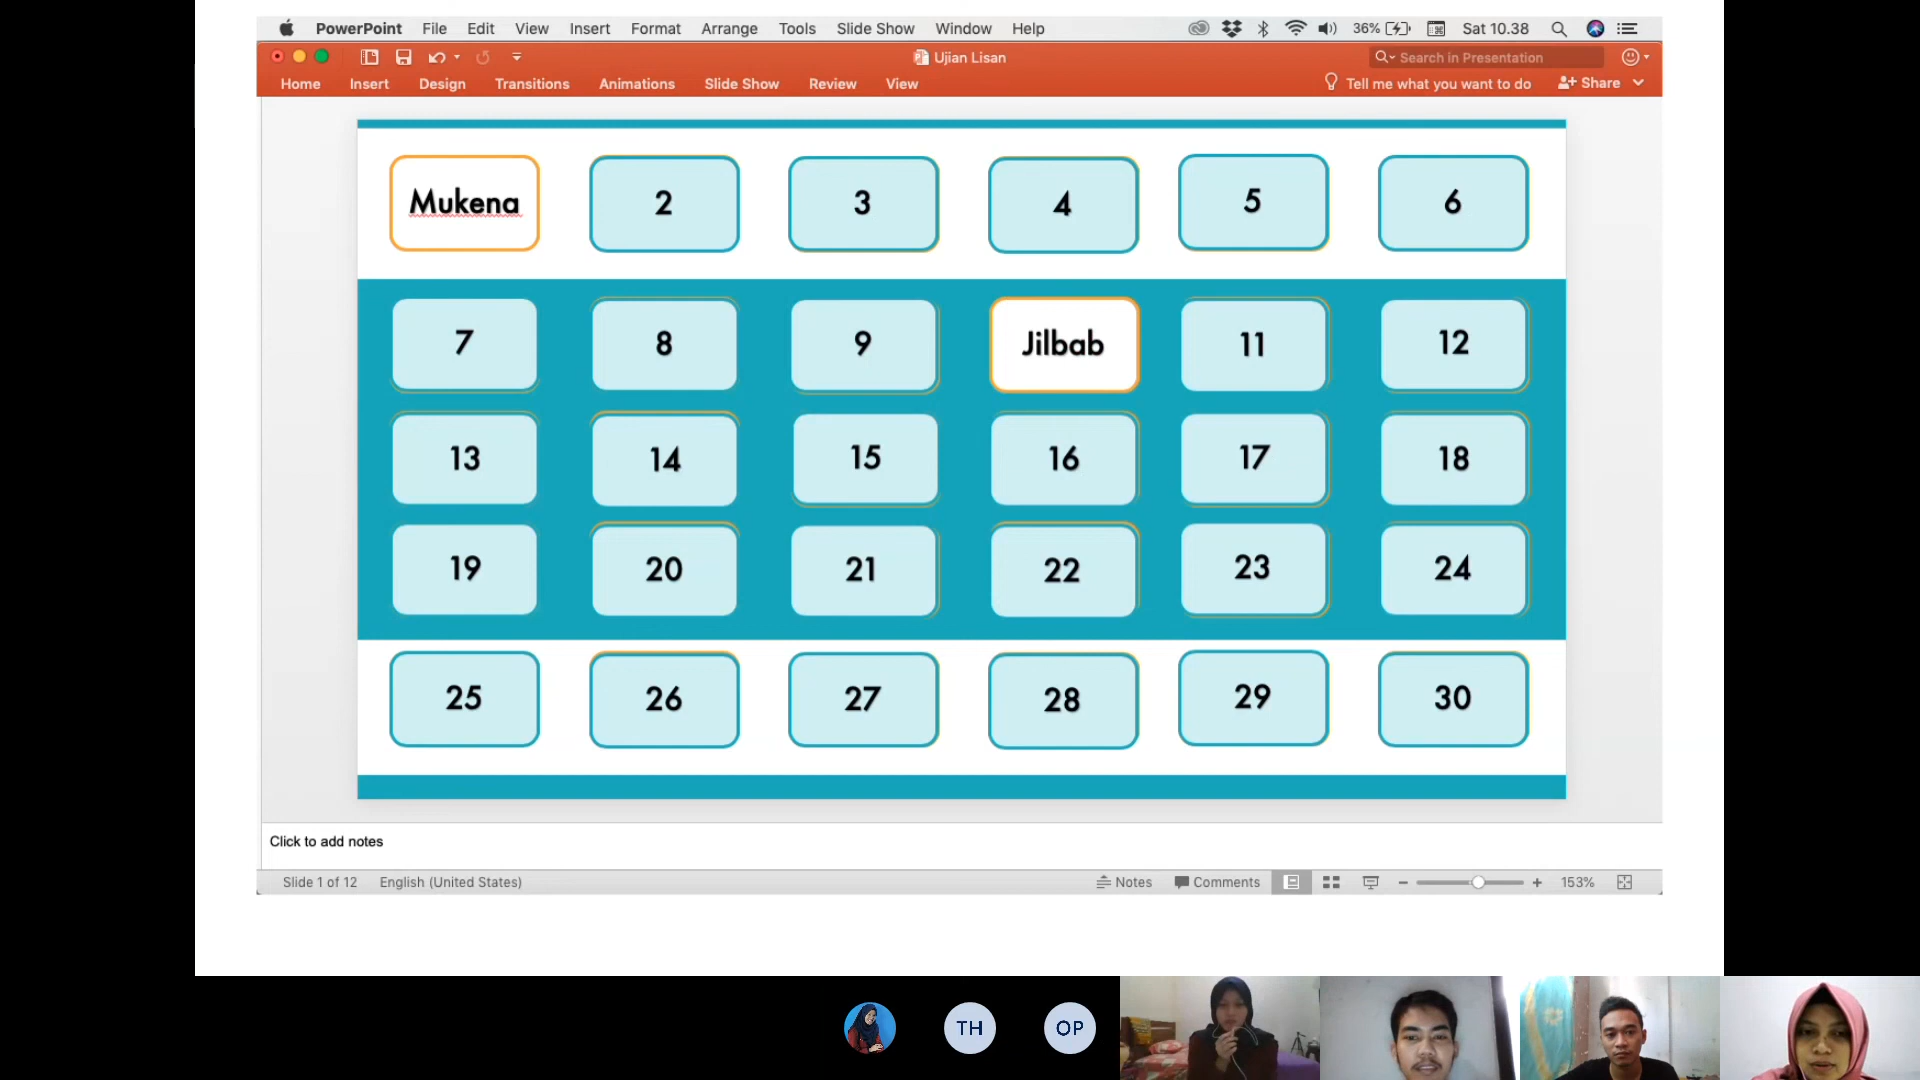 PowerPoint File Edit View Insert Format Arrange Tools Slide Show Window Help 36% Sat 10.38
Ujian Lisan Search in Presentation
Home Insert Design Transitions Animations Slide Show Review View Tell me what you want to do Share
Mukena 2 3 4 5 6
7 8 9 Jilbab 11 12
13 14 15 16 17 18
19 20 21 22 23 24
25 26 27 28 29 30
Click to add notes
Slide 1 of 12 English (United States) Notes Comments 153%
TH OP